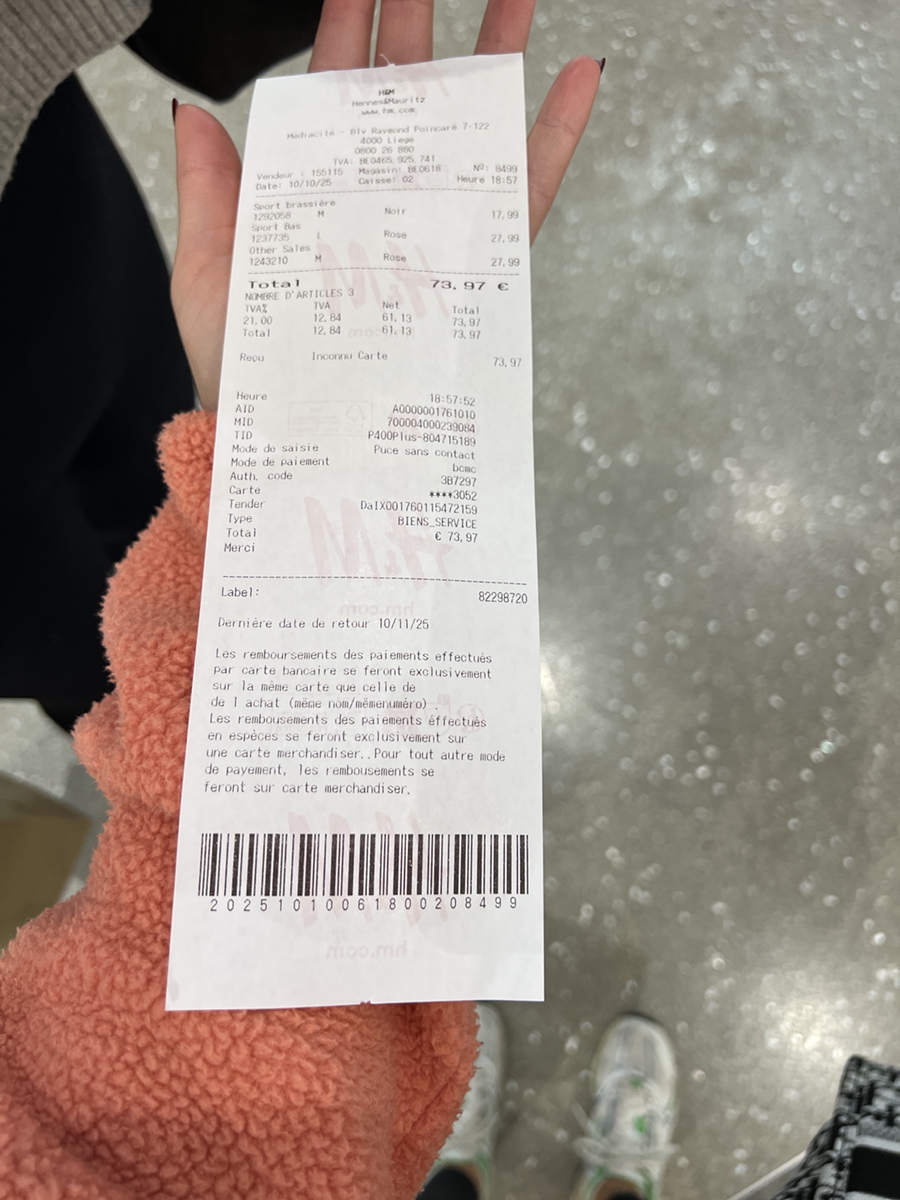 H&M
Hennes&Mauritz
www.hm.com
Médiacité - Blv Raymond Poincaré 7-122
4000 Liege
0800 26 880
TVA: BE0465.925.741
Vendeur : 155115 Magasin: BE0618 Nº: 8499
Date: 10/10/25 Caisse: 02 Heure 18:57
Sport brassière
1292058 M Noir 17,99
Sport Bas
1237735 L Rose 27,99
Other Sales
1243210 M Rose 27,99
Total 73,97 €
NOMBRE D'ARTICLES 3
TVA% TVA Net Total
21,00 12,84 61,13 73,97
Total 12,84 61,13 73,97
Reçu Inconnu Carte 73,97
Heure 18:57:52
AID A0000001761010
MID 700004000239084
TID P400Plus-804715189
Mode de saisie Puce sans contact
Mode de paiement bcmc
Auth. code 3B7297
Carte ****3052
Tender DaIX001760115472159
Type BIENS_SERVICE
Total € 73,97
Merci
Label: 82298720
Dernière date de retour 10/11/25
Les remboursements des paiements effectués
par carte bancaire se feront exclusivement
sur la même carte que celle de
de l achat (même nom/mêmenuméro) .
Les rembousements des paiements éffectués
en espèces se feront exclusivement sur
une carte merchandiser..Pour tout autre mode
de payement, les rembousements se
feront sur carte merchandiser.
20251010061800208499